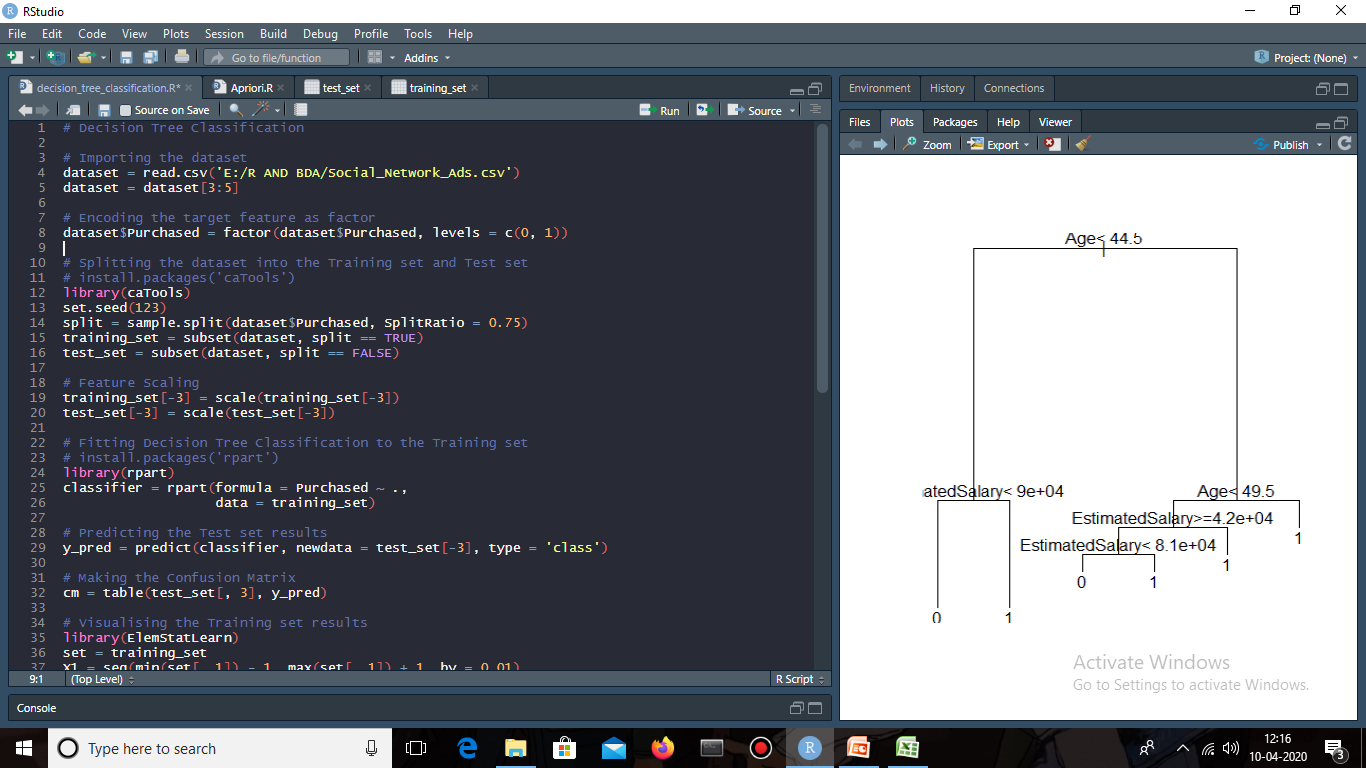 RStudio
File Edit Code View Plots Session Build Debug Profile Tools Help
Go to file/function Addins Project: (None)
decision_tree_classification.R* Apriori.R test_set training_set
Source on Save Run Source
1 # Decision Tree Classification
2
3 # Importing the dataset
4 dataset = read.csv('E:/R AND BDA/Social_Network_Ads.csv')
5 dataset = dataset[3:5]
6
7 # Encoding the target feature as factor
8 dataset$Purchased = factor(dataset$Purchased, levels = c(0, 1))
9
10 # Splitting the dataset into the Training set and Test set
11 # install.packages('caTools')
12 library(caTools)
13 set.seed(123)
14 split = sample.split(dataset$Purchased, SplitRatio = 0.75)
15 training_set = subset(dataset, split == TRUE)
16 test_set = subset(dataset, split == FALSE)
17
18 # Feature Scaling
19 training_set[-3] = scale(training_set[-3])
20 test_set[-3] = scale(test_set[-3])
21
22 # Fitting Decision Tree Classification to the Training set
23 # install.packages('rpart')
24 library(rpart)
25 classifier = rpart(formula = Purchased ~ .,
26 data = training_set)
27
28 # Predicting the Test set results
29 y_pred = predict(classifier, newdata = test_set[-3], type = 'class')
30
31 # Making the Confusion Matrix
32 cm = table(test_set[, 3], y_pred)
33
34 # Visualising the Training set results
35 library(ElemStatLearn)
36 set = training_set
37 X1 = seq(min(set[, 1]) - 1, max(set[, 1]) + 1, by = 0.01)
9:1 (Top Level) R Script
Console
Environment History Connections
Files Plots Packages Help Viewer
Zoom Export Publish
Age< 44.5
atedSalary< 9e+04 Age< 49.5
EstimatedSalary>=4.2e+04
1
EstimatedSalary< 8.1e+04
1
0 1
0 1
Activate Windows
Go to Settings to activate Windows.
Type here to search
12:16
10-04-2020
3